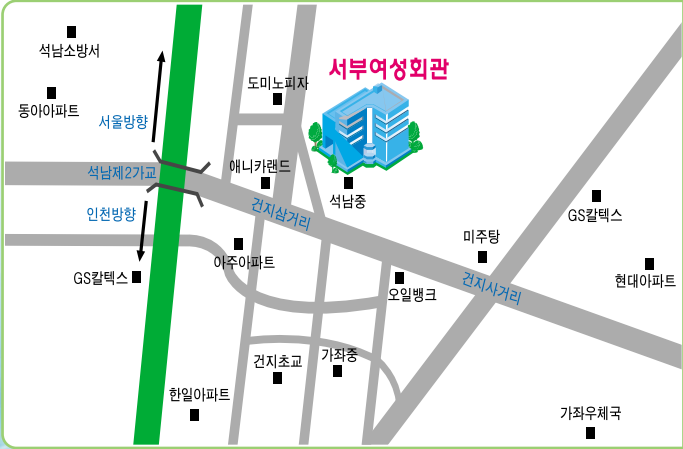 석남소방서
서부여성회관
도미노피자
동아아파트
서울방향
애니카랜드
석남제2가교
석남중
인천방향
건지삼거리
GS칼텍스
미주탕
아주아파트
GS칼텍스
현대아파트
오일뱅크
건지사거리
가좌중
건지초교
한일아파트
가좌우체국